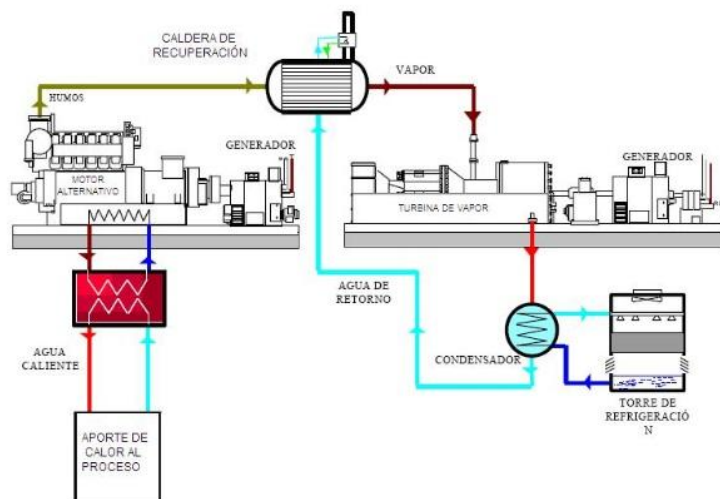 CALDERA DE
RECUPERACIÓN
VAPOR
HUMOS
GENERADOR
MOTOR
ALTERNATIVO
GENERADOR
TURBINA DE VAPOR
AGUA DE
RETORNO
AGUA
CALIENTE
CONDENSADOR
TORRE DE
REFRIGERACIÓ
N
APORTE DE
CALOR AL
PROCESO